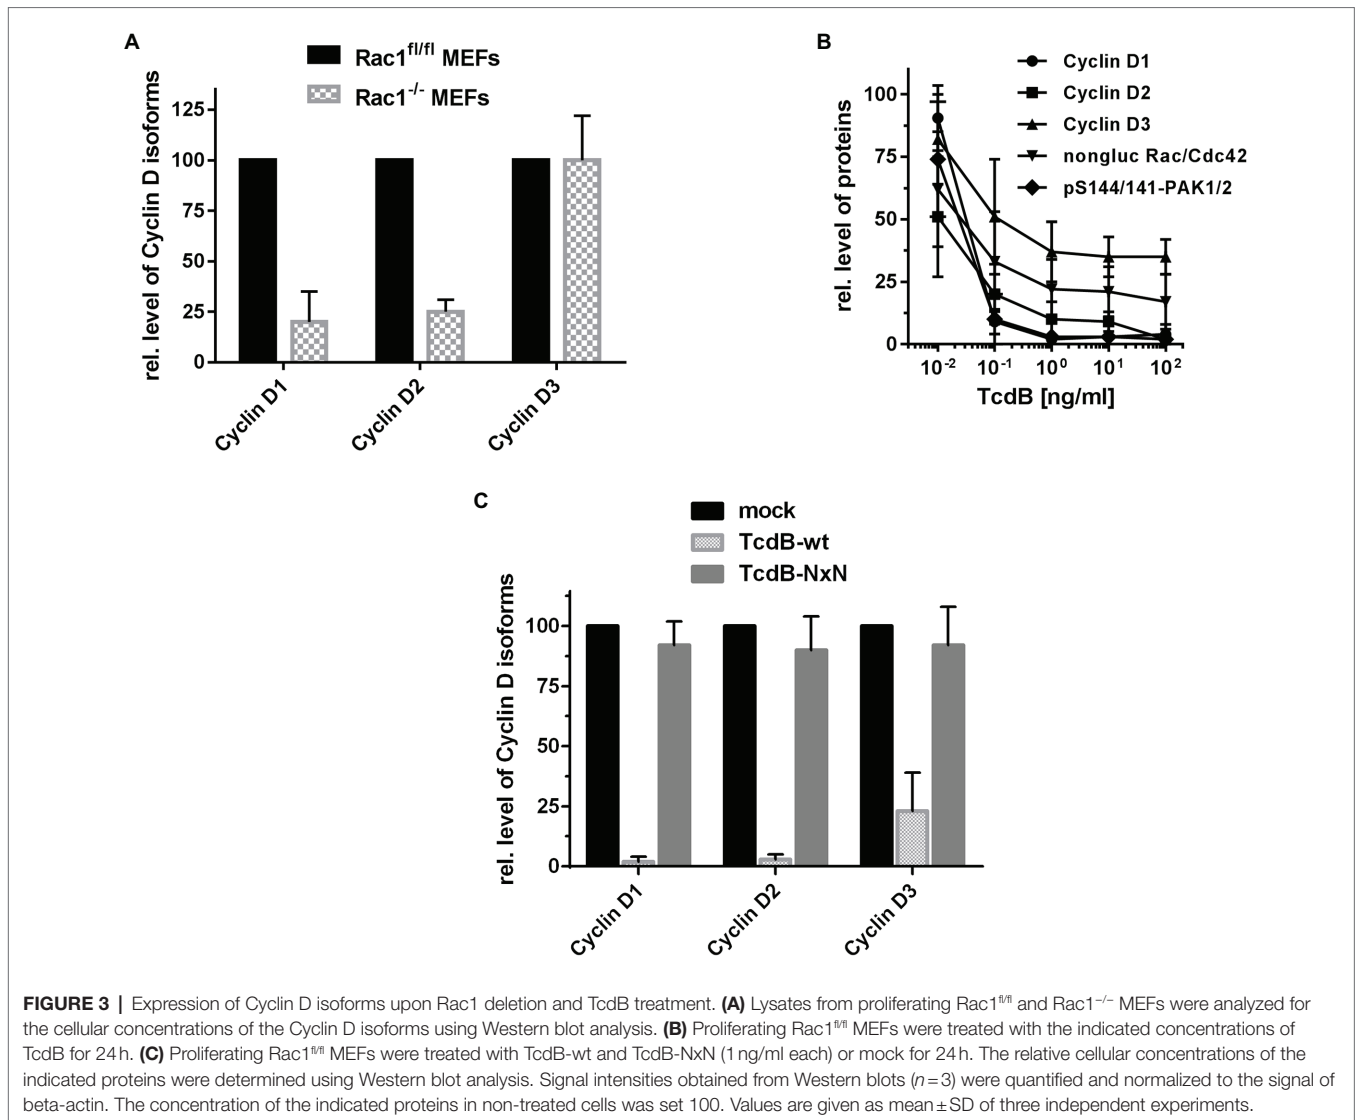 A
Rac1fl/fl MEFs
Rac1-/- MEFs
rel. level of Cyclin D isoforms
125
100
75
50
25
0
Cyclin D1
Cyclin D2
Cyclin D3
B
Cyclin D1
Cyclin D2
Cyclin D3
nongluc Rac/Cdc42
pS144/141-PAK1/2
rel. level of proteins
100
75
50
25
0
10-2 10-1 100 101 102
TcdB [ng/ml]
C
mock
TcdB-wt
TcdB-NxN
rel. level of Cyclin D isoforms
100
75
50
25
0
Cyclin D1
Cyclin D2
Cyclin D3
FIGURE 3 | Expression of Cyclin D isoforms upon Rac1 deletion and TcdB treatment. (A) Lysates from proliferating Rac1fl/fl and Rac1−/− MEFs were analyzed for
the cellular concentrations of the Cyclin D isoforms using Western blot analysis. (B) Proliferating Rac1fl/fl MEFs were treated with the indicated concentrations of
TcdB for 24 h. (C) Proliferating Rac1fl/fl MEFs were treated with TcdB-wt and TcdB-NxN (1 ng/ml each) or mock for 24 h. The relative cellular concentrations of the
indicated proteins were determined using Western blot analysis. Signal intensities obtained from Western blots (n = 3) were quantified and normalized to the signal of
beta-actin. The concentration of the indicated proteins in non-treated cells was set 100. Values are given as mean ± SD of three independent experiments.